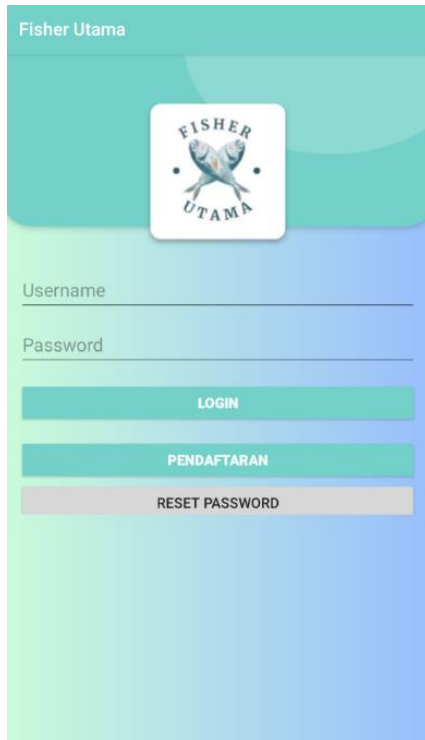 Fisher Utama
FISHER
UTAMA
Username
Password
LOGIN
PENDAFTARAN
RESET PASSWORD